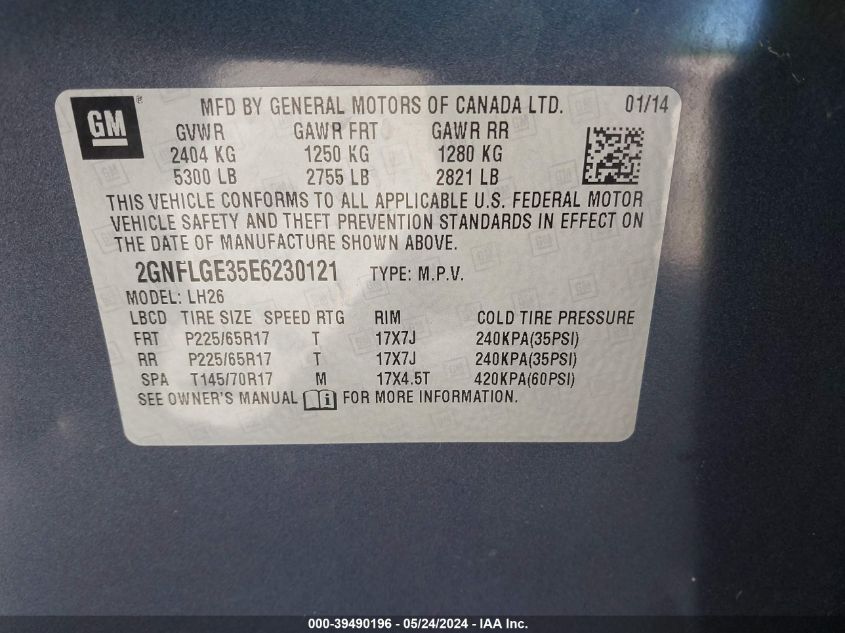 GM ® MFD BY GENERAL MOTORS OF CANADA LTD. 01/14
GVWR GAWR FRT GAWR RR
2404 KG 1250 KG 1280 KG
5300 LB 2755 LB 2821 LB
THIS VEHICLE CONFORMS TO ALL APPLICABLE U.S. FEDERAL MOTOR
VEHICLE SAFETY AND THEFT PREVENTION STANDARDS IN EFFECT ON
THE DATE OF MANUFACTURE SHOWN ABOVE.
2GNFLGE35E6230121 TYPE: M.P.V.
MODEL: LH26
LBCD TIRE SIZE SPEED RTG RIM COLD TIRE PRESSURE
FRT P225/65R17 T 17X7J 240KPA(35PSI)
RR P225/65R17 T 17X7J 240KPA(35PSI)
SPA T145/70R17 M 17X4.5T 420KPA(60PSI)
SEE OWNER'S MANUAL i FOR MORE INFORMATION.
000-39490196 - 05/24/2024 - IAA Inc.